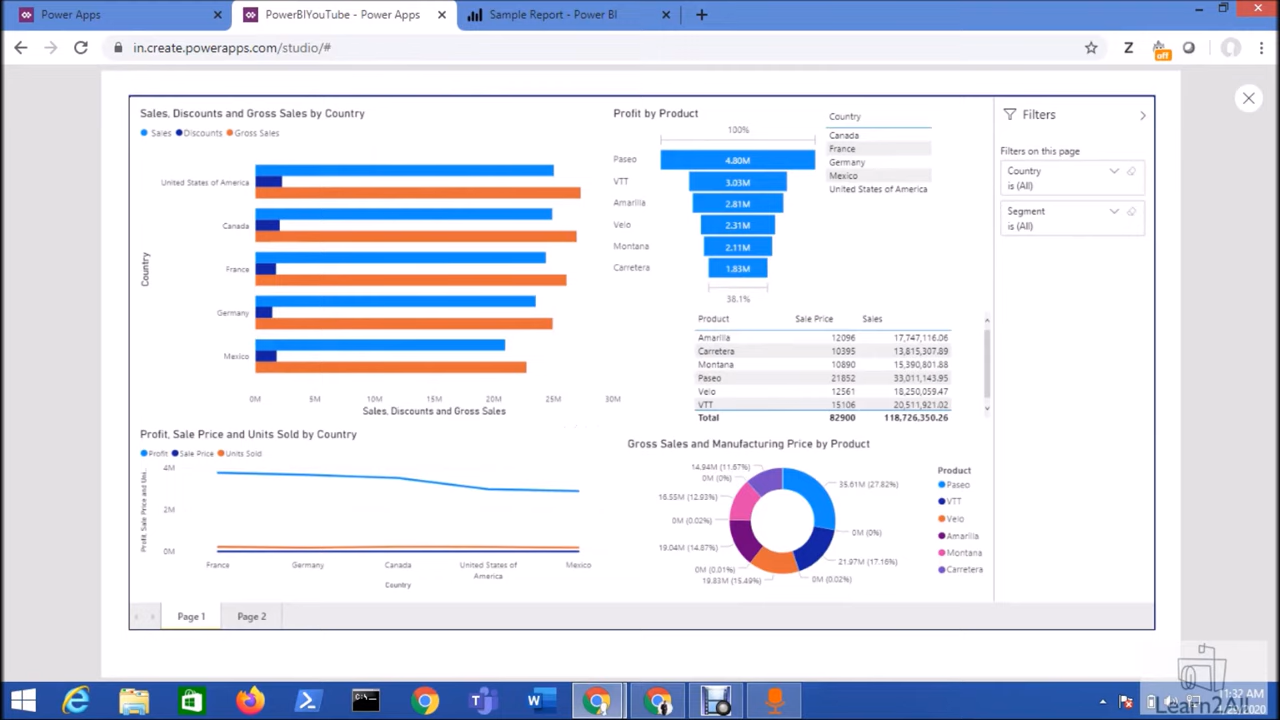 Power Apps
PowerBIYouTube - Power Apps
Sample Report - Power BI
in.create.powerapps.com/studio/#
Z
off
Sales, Discounts and Gross Sales by Country
Sales Discounts Gross Sales
Country
United States of America
Canada
France
Germany
Mexico
0M 5M 10M 15M 20M 25M 30M
Sales, Discounts and Gross Sales
Profit by Product
100%
Paseo 4.80M
VTT 3.03M
Amarilla 2.81M
Velo 2.31M
Montana 2.11M
Carretera 1.83M
38.1%
Country
Canada
France
Germany
Mexico
United States of America
Product Sale Price Sales
Amarilla 12096 17,747,116.06
Carretera 10395 13,815,307.89
Montana 10890 15,390,801.88
Paseo 21852 33,011,143.95
Velo 12561 18,250,059.47
VTT 15106 20,511,921.02
Total 82900 118,726,350.26
Filters
Filters on this page
Country
is (All)
Segment
is (All)
Profit, Sale Price and Units Sold by Country
Profit Sale Price Units Sold
Profit, Sale Price and Uni...
4M
2M
0M
France Germany Canada United States of Mexico
America
Country
Gross Sales and Manufacturing Price by Product
14.94M (11.67%)
0M (0%)
16.55M (12.93%)
0M (0.02%)
19.04M (14.87%)
0M (0.01%)
19.83M (15.49%)
35.61M (27.82%)
0M (0%)
21.97M (17.16%)
0M (0.02%)
Product
Paseo
VTT
Velo
Amarilla
Montana
Carretera
Page 1 Page 2
11:32 AM
Learn2All